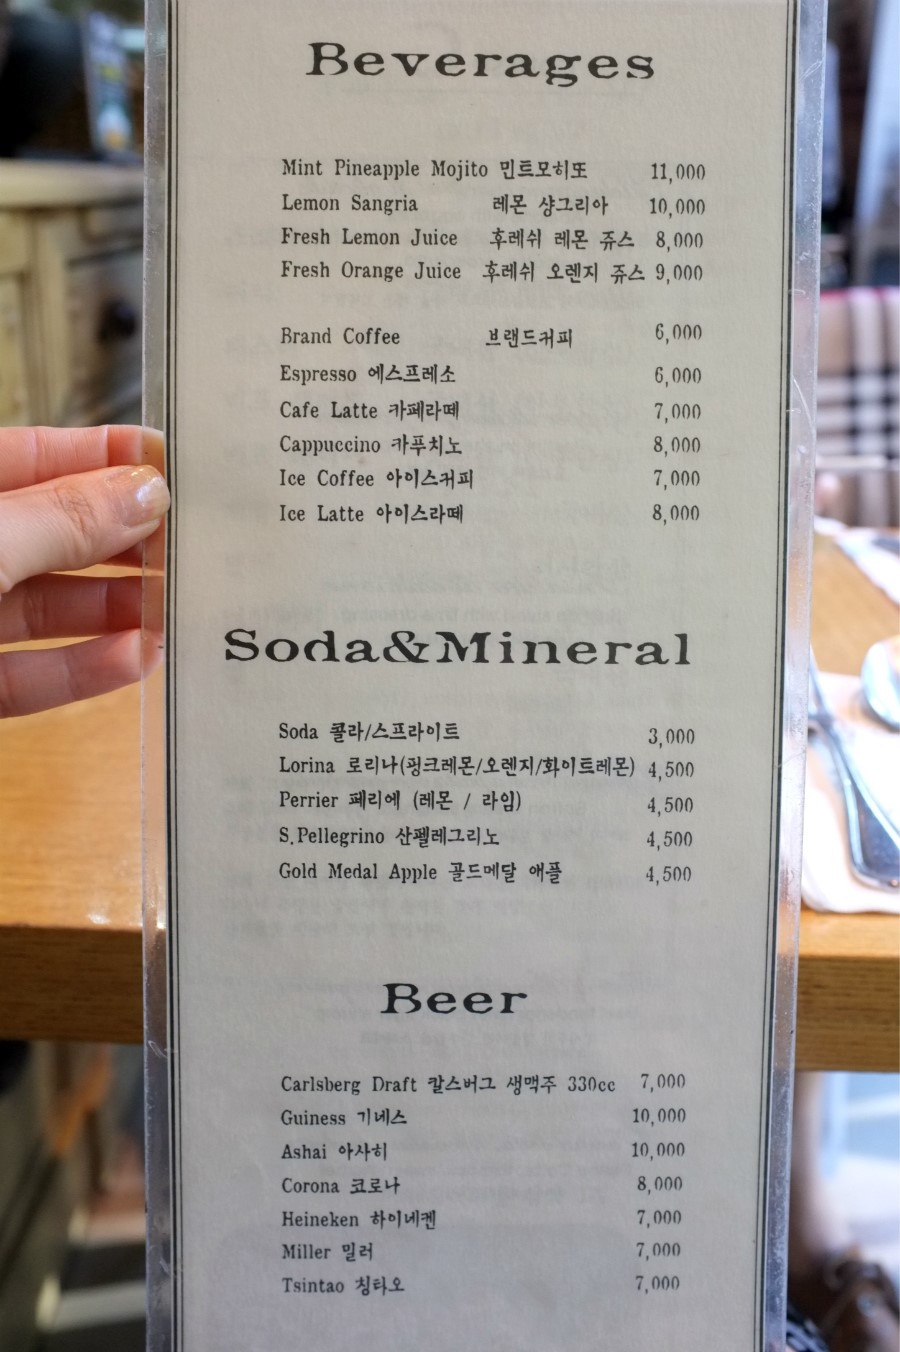 Beverages
Mint Pineapple Mojito 민트모히또 11,000
Lemon Sangria 레몬 샹그리아 10,000
Fresh Lemon Juice 후레쉬 레몬 쥬스 8,000
Fresh Orange Juice 후레쉬 오렌지 쥬스 9,000
Brand Coffee 브랜드커피 6,000
Espresso 에스프레소 6,000
Cafe Latte 카페라떼 7,000
Cappuccino 카푸치노 8,000
Ice Coffee 아이스커피 7,000
Ice Latte 아이스라떼 8,000
Soda&Mineral
Soda 콜라/스프라이트 3,000
Lorina 로리나(핑크레몬/오렌지/화이트레몬) 4,500
Perrier 페리에 (레몬 / 라임) 4,500
S.Pellegrino 산펠레그리노 4,500
Gold Medal Apple 골드메달 애플 4,500
Beer
Carlsberg Draft 칼스버그 생맥주 330cc 7,000
Guiness 기네스 10,000
Ashai 아사히 10,000
Corona 코로나 8,000
Heineken 하이네켄 7,000
Miller 밀러 7,000
Tsintao 칭타오 7,000